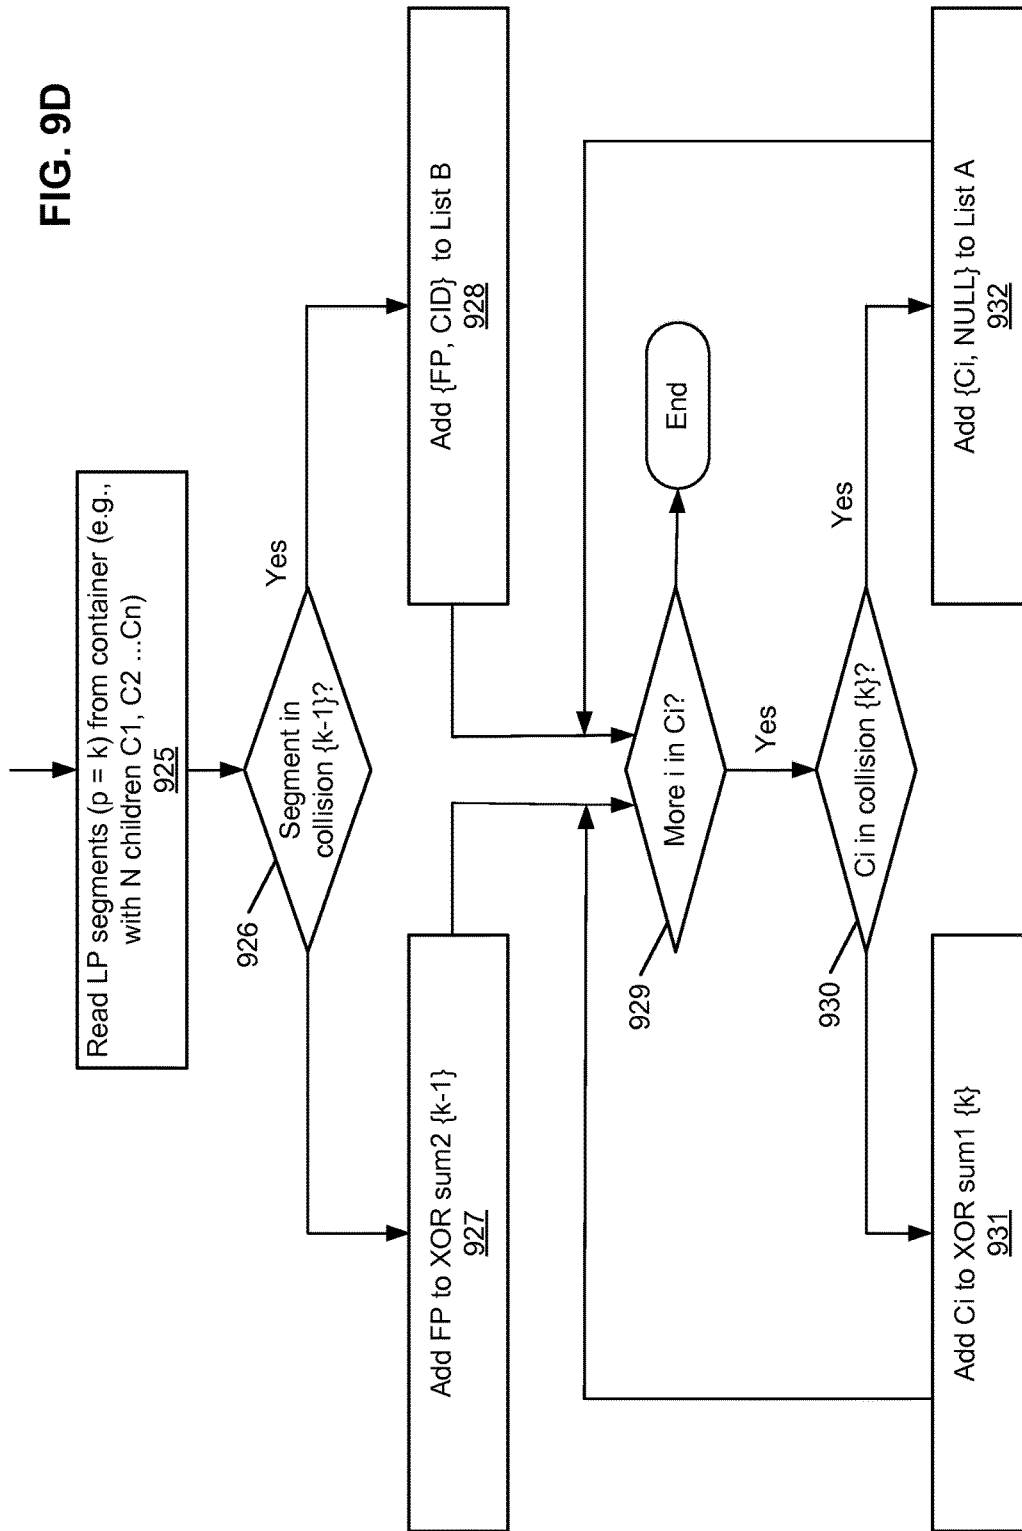 FIG. 9D
Read LP segments (p = k) from container (e.g.,
with N children C1, C2 ...Cn)
925
926
Segment in
collision {k-1}?
Yes
Add FP to XOR sum2 {k-1}
927
Add {FP, CID} to List B
928
929
More i in Ci?
End
Yes
930
Ci in collision {k}?
Yes
Add Ci to XOR sum1 {k}
931
Add {Ci, NULL} to List A
932